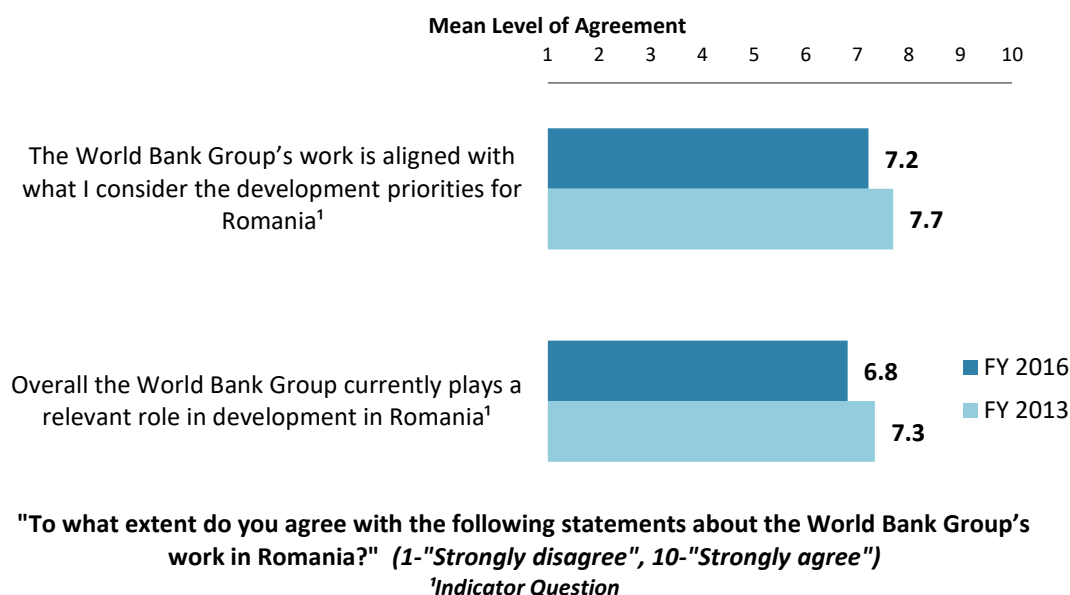 Mean Level of Agreement
1 2 3 4 5 6 7 8 9 10
The World Bank Group’s work is aligned with
what I consider the development priorities for
Romania¹
7.2
7.7
Overall the World Bank Group currently plays a
relevant role in development in Romania¹
6.8
7.3
FY 2016
FY 2013
"To what extent do you agree with the following statements about the World Bank Group’s
work in Romania?" (1-"Strongly disagree", 10-"Strongly agree")
¹Indicator Question